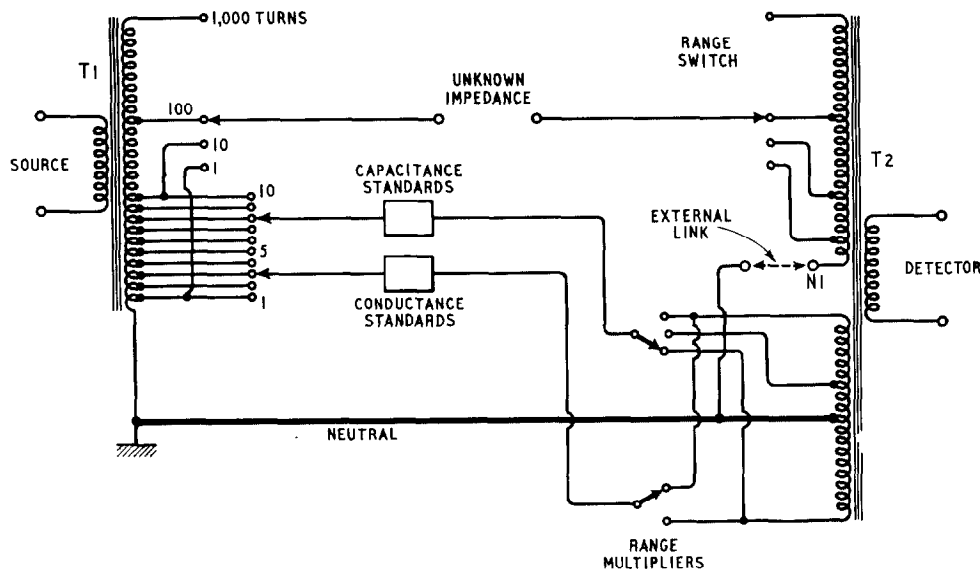 1,000 TURNS
T1
100
10
1
SOURCE
10
5
1
UNKNOWN
IMPEDANCE
CAPACITANCE
STANDARDS
CONDUCTANCE
STANDARDS
RANGE
SWITCH
T2
EXTERNAL
LINK
N1
DETECTOR
NEUTRAL
RANGE
MULTIPLIERS